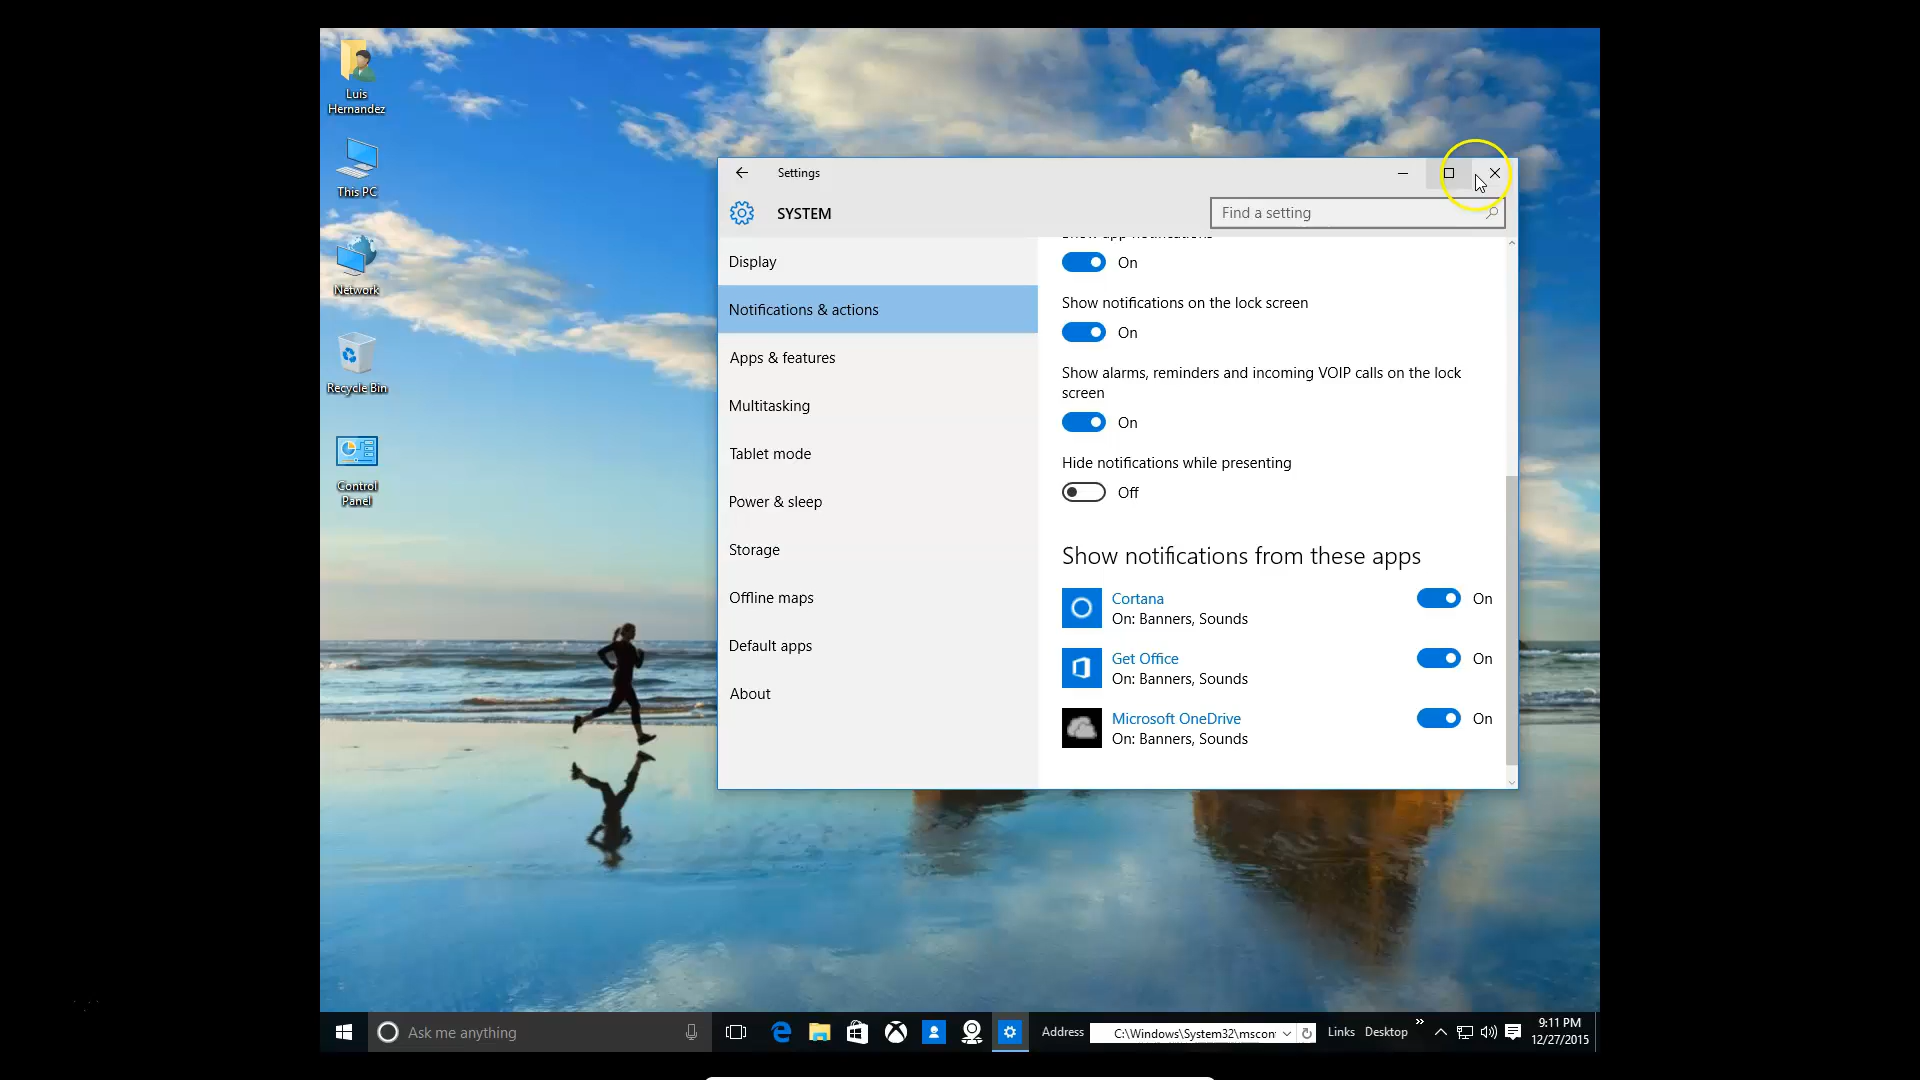 Luis
Hernandez
This PC
Network
Recycle Bin
Control
Panel
Settings
SYSTEM
Find a setting
Display
Notifications & actions
Apps & features
Multitasking
Tablet mode
Power & sleep
Storage
Offline maps
Default apps
About
Show app notifications
On
Show notifications on the lock screen
On
Show alarms, reminders and incoming VOIP calls on the lock
screen
On
Hide notifications while presenting
Off
Show notifications from these apps
Cortana
On: Banners, Sounds
On
Get Office
On: Banners, Sounds
On
Microsoft OneDrive
On: Banners, Sounds
On
Ask me anything
Address
C:\Windows\System32\mscon
Links
Desktop
9:11 PM
12/27/2015